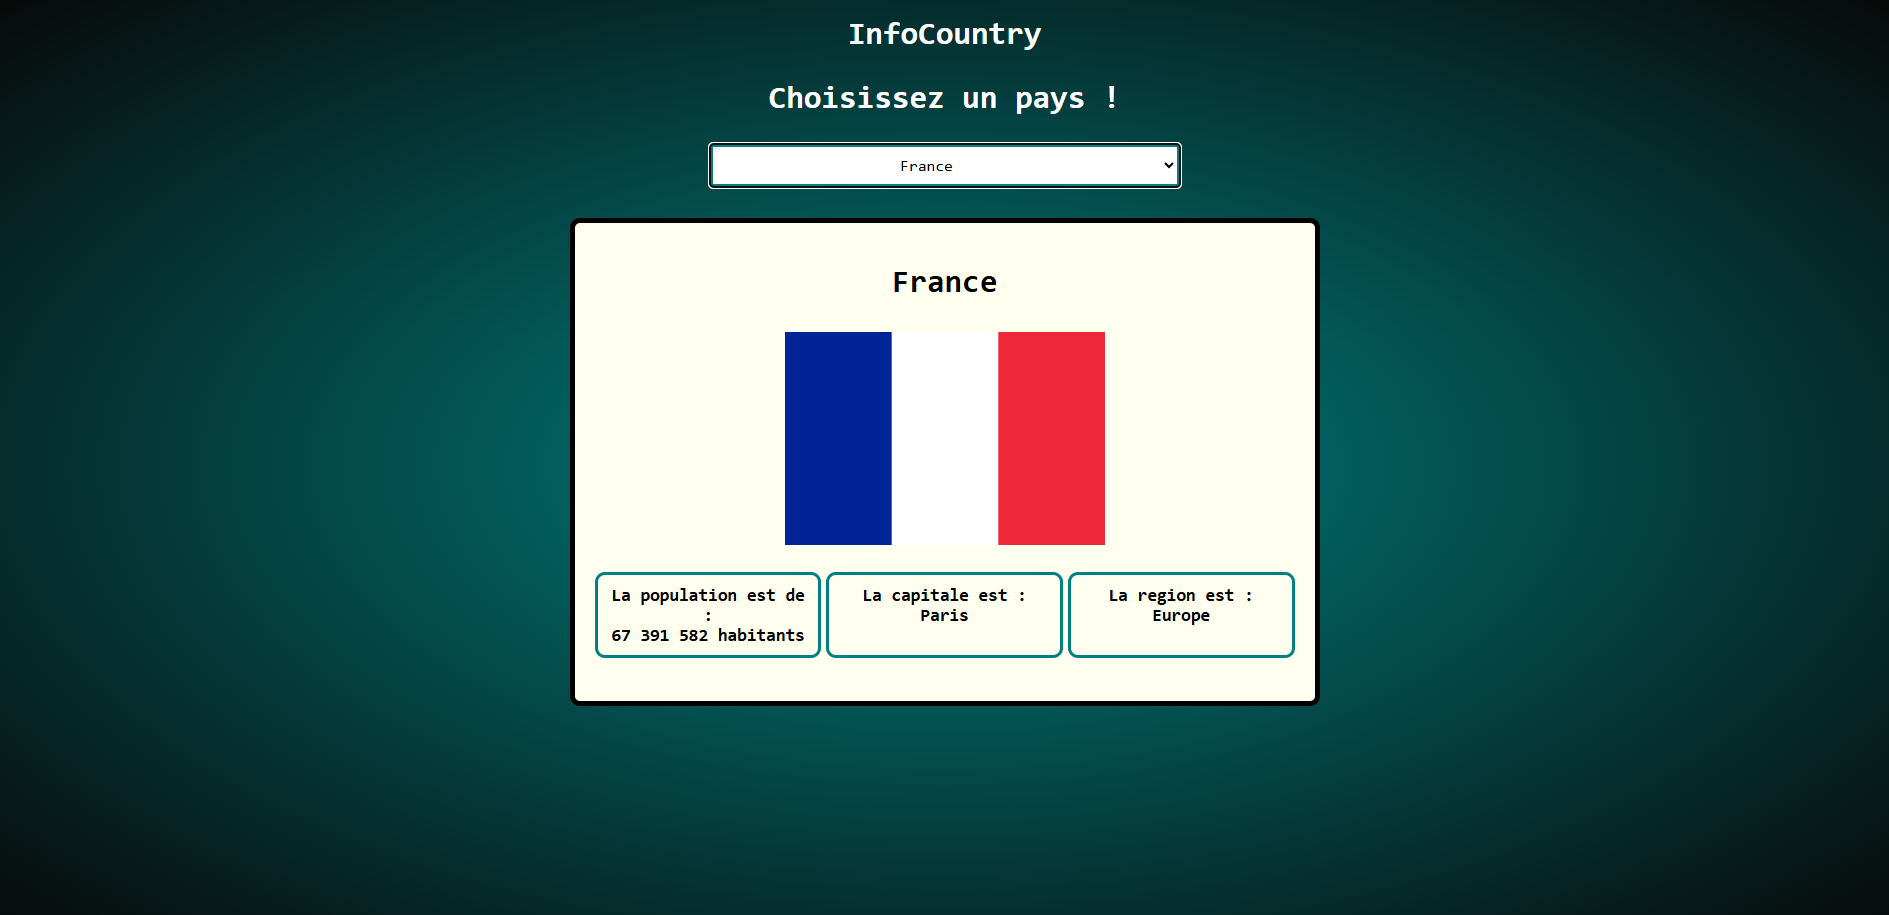 InfoCountry
Choisissez un pays !
France
France
La population est de
:
67 391 582 habitants
La capitale est :
Paris
La region est :
Europe